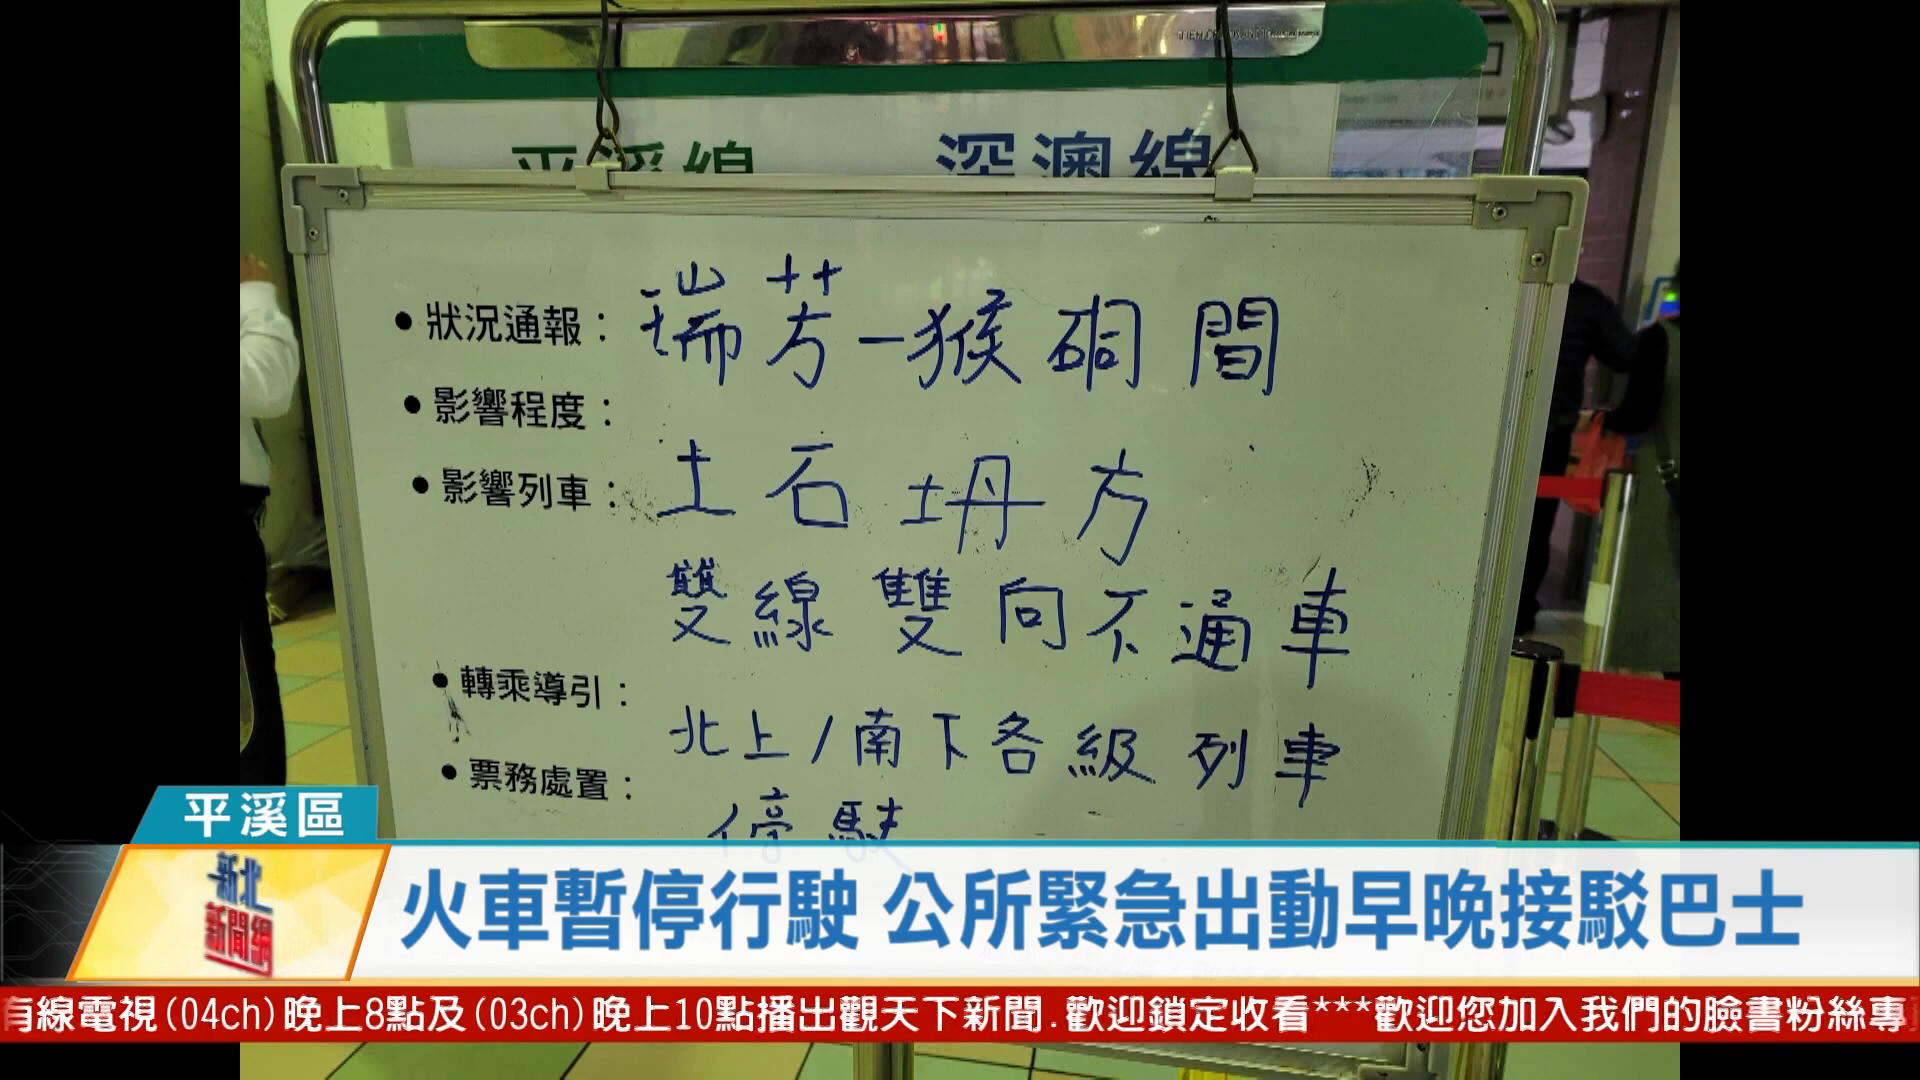 平溪線 深澳線
•狀況通報： 瑞芳-猴硐間
•影響程度：
•影響列車： 土石坍方
雙線雙向不通車
•轉乘導引：
北上/南下各級列車
•票務處置：
停駛
平溪區
新北
新聞網
火車暫停行駛 公所緊急出動早晚接駁巴士
有線電視(04ch)晚上8點及(03ch)晚上10點播出觀天下新聞.歡迎鎖定收看***歡迎您加入我們的臉書粉絲專